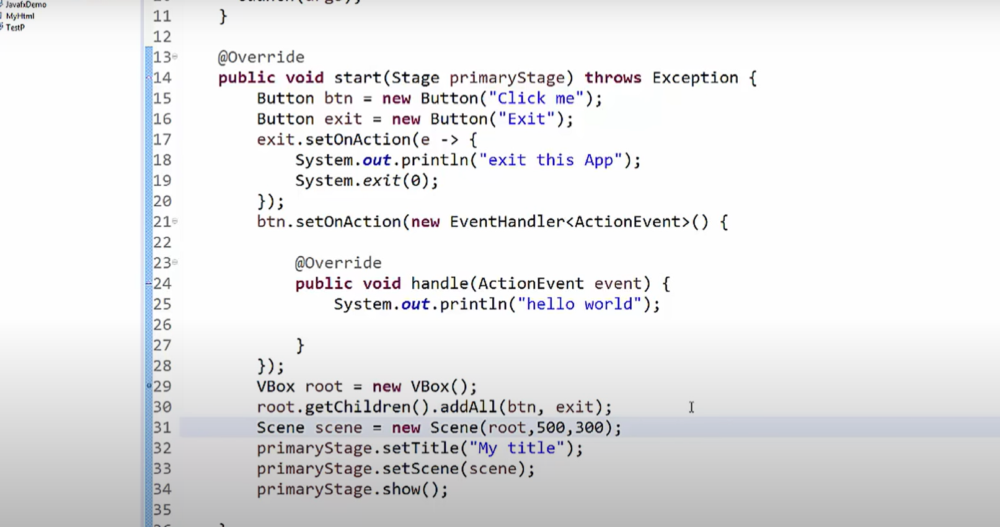 JavafxDemo
MyHtml
TestP
11 }
12
13 @Override
14 public void start(Stage primaryStage) throws Exception {
15 Button btn = new Button("Click me");
16 Button exit = new Button("Exit");
17 exit.setOnAction(e -> {
18 System.out.println("exit this App");
19 System.exit(0);
20 });
21 btn.setOnAction(new EventHandler<ActionEvent>() {
22
23 @Override
24 public void handle(ActionEvent event) {
25 System.out.println("hello world");
26
27 }
28 });
29 VBox root = new VBox();
30 root.getChildren().addAll(btn, exit);
31 Scene scene = new Scene(root,500,300);
32 primaryStage.setTitle("My title");
33 primaryStage.setScene(scene);
34 primaryStage.show();
35